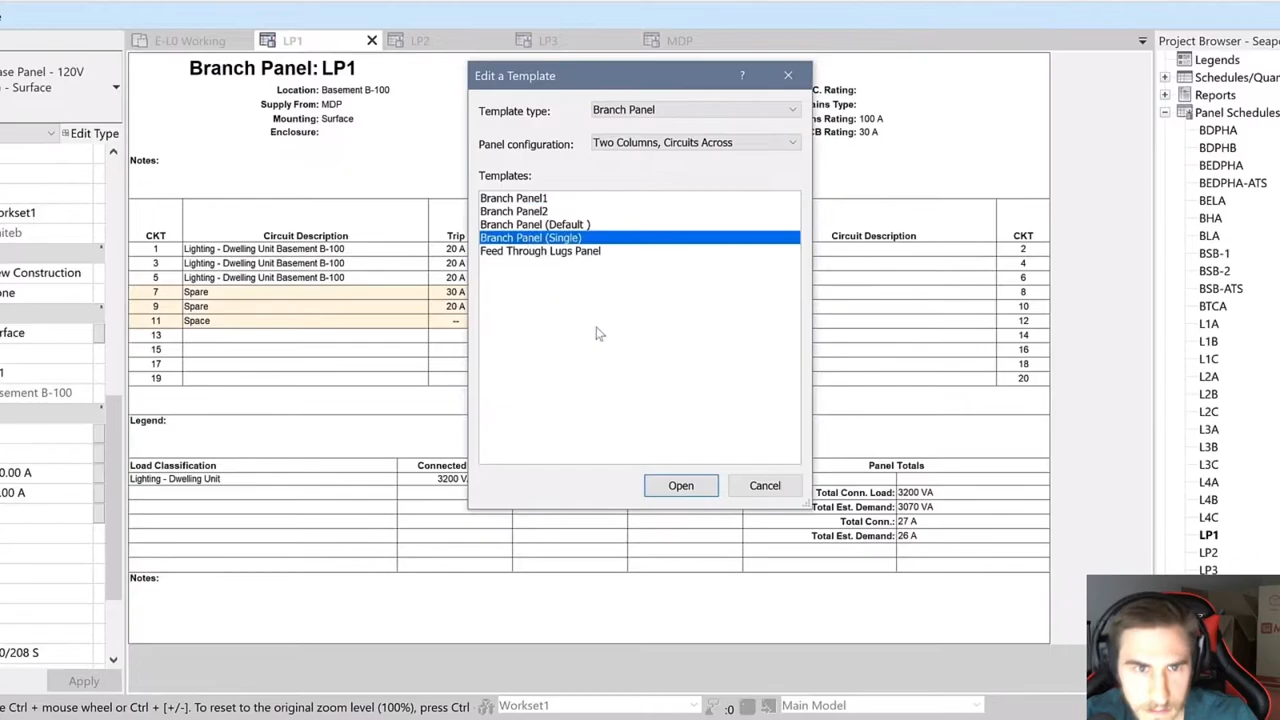 E-L0 Working
LP1
LP2
LP3
MDP
Project Browser - Seap
ase Panel - 120V
- Surface
Edit Type
orkset1
niteb
ew Construction
one
rface
1
asement B-100
0.00 A
0.00 A
0/208 S
Apply
Branch Panel: LP1
Location: Basement B-100
Supply From: MDP
Mounting: Surface
Enclosure:
Notes:
C. Rating:
ins Type:
ns Rating: 100 A
CB Rating: 30 A
CKT Circuit Description Trip
1 Lighting - Dwelling Unit Basement B-100 20 A
3 Lighting - Dwelling Unit Basement B-100 20 A
5 Lighting - Dwelling Unit Basement B-100 20 A
7 Spare 30 A
9 Spare 20 A
11 Space --
13
15
17
19
Circuit Description CKT
2
4
6
8
10
12
14
16
18
20
Legend:
Load Classification Connected
Lighting - Dwelling Unit 3200 V
Panel Totals
Total Conn. Load: 3200 VA
Total Est. Demand: 3070 VA
Total Conn.: 27 A
Total Est. Demand: 26 A
Notes:
Edit a Template
?
Template type: Branch Panel
Panel configuration: Two Columns, Circuits Across
Templates:
Branch Panel1
Branch Panel2
Branch Panel (Default )
Branch Panel (Single)
Feed Through Lugs Panel
Open Cancel
Legends
Schedules/Quan
Reports
Panel Schedules
BDPHA
BDPHB
BEDPHA
BEDPHA-ATS
BELA
BHA
BLA
BSB-1
BSB-2
BSB-ATS
BTCA
L1A
L1B
L1C
L2A
L2B
L2C
L3A
L3B
L3C
L4A
L4B
L4C
LP1
LP2
LP3
e Ctrl + mouse wheel or Ctrl + [+/-]. To reset to the original zoom level (100%), press Ctrl
Workset1
:0
Main Model